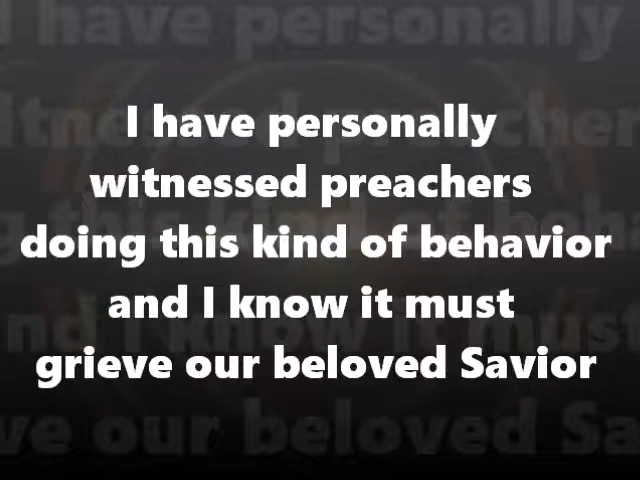 I have personally
witnessed preachers
doing this kind of behavior
and I know it must
grieve our beloved Savior